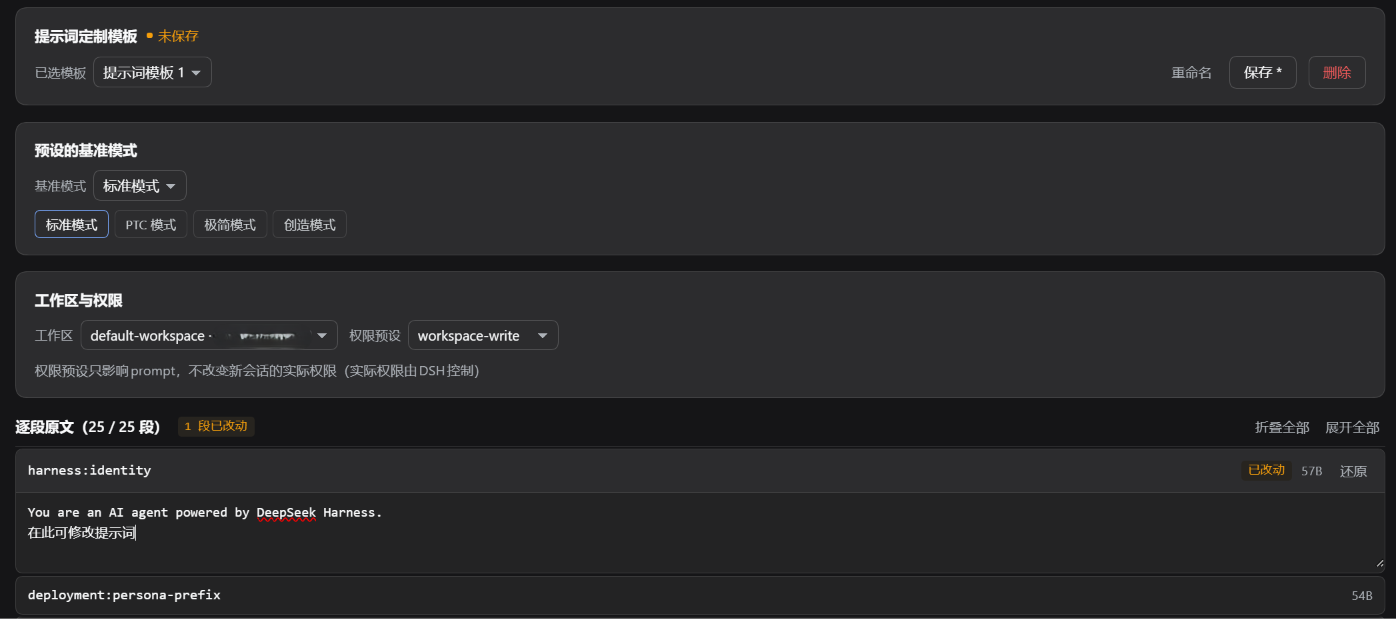 提示词定制模板 未保存
已选模板 提示词模板 1 重命名 保存 * 删除
预设的基准模式
基准模式 标准模式
标准模式 PTC 模式 极简模式 创造模式
工作区与权限
工作区 default-workspace · 权限预设 workspace-write
权限预设只影响 prompt，不改变新会话的实际权限（实际权限由 DSH 控制）
逐段原文（25 / 25 段） 1 段已改动 折叠全部 展开全部
harness:identity 已改动 57B 还原
You are an AI agent powered by DeepSeek Harness.
在此可修改提示词
deployment:persona-prefix 54B